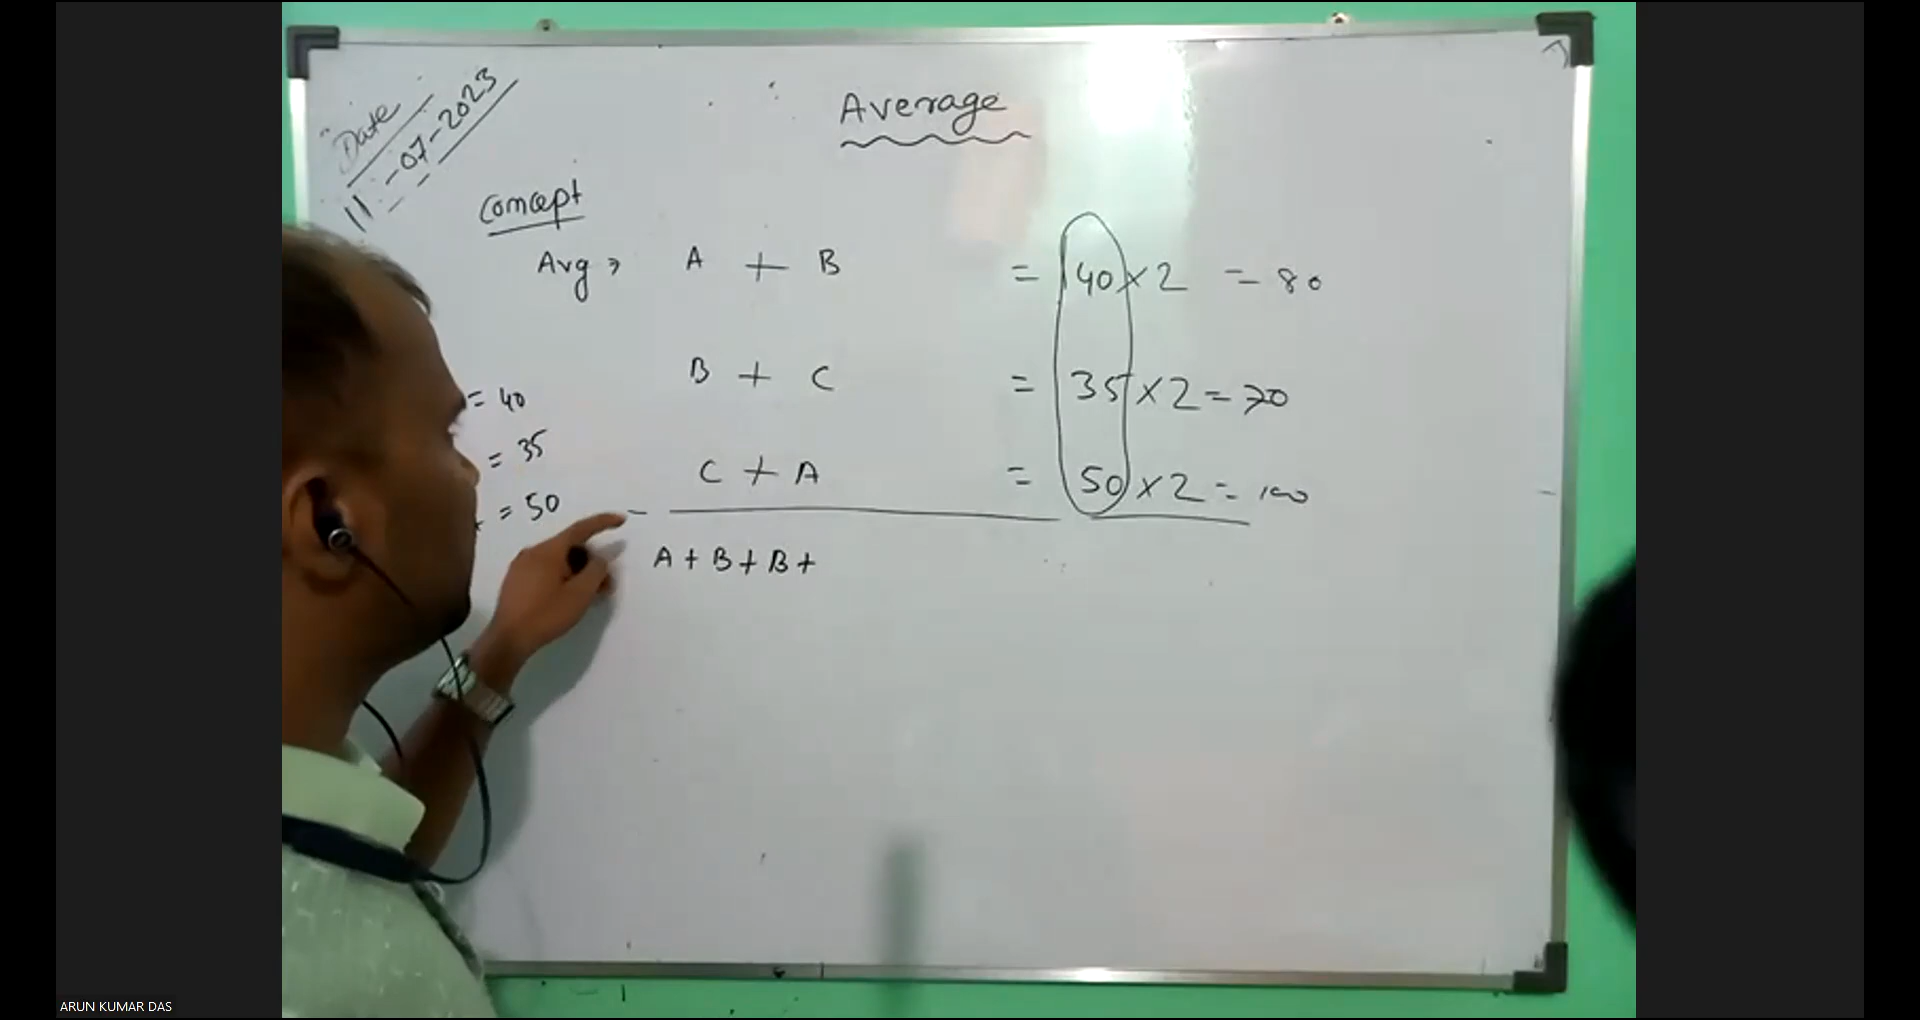 Date
11-07-2023
Average
Concept
Avg → A + B = 40 × 2 = 80
B + C = 35 × 2 = 70
C + A = 50 × 2 = 100
= 40
= 35
= 50
A + B + B +
ARUN KUMAR DAS